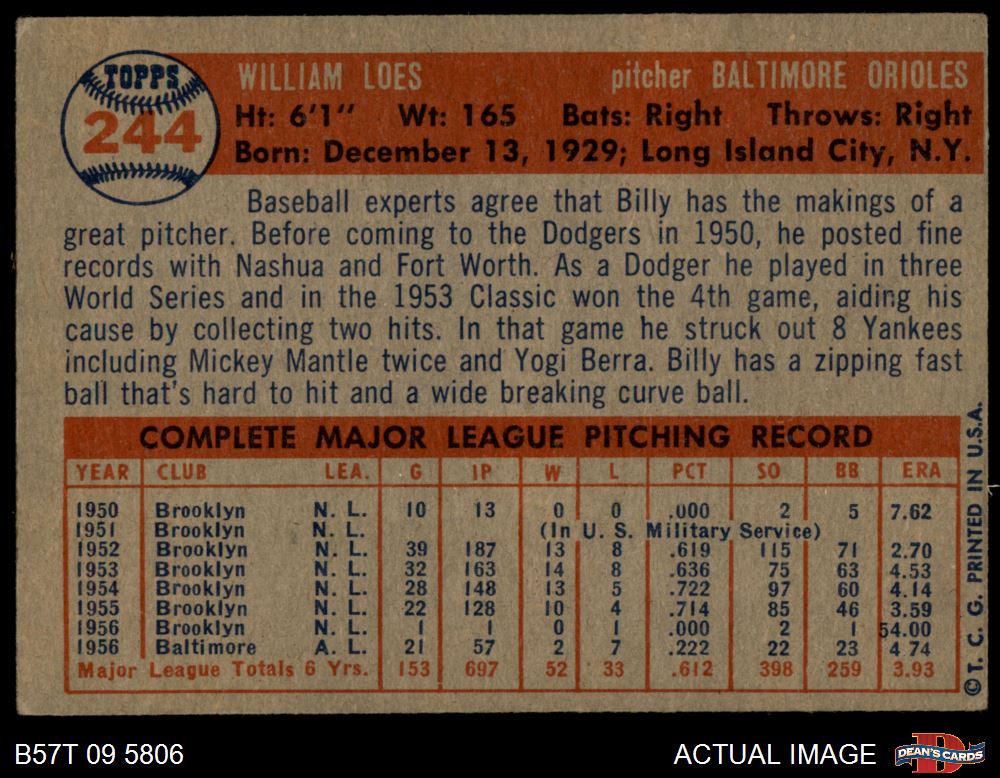 TOPPS
244
WILLIAM LOES pitcher BALTIMORE ORIOLES
Ht: 6'1" Wt: 165 Bats: Right Throws: Right
Born: December 13, 1929; Long Island City, N.Y.
Baseball experts agree that Billy has the makings of a
great pitcher. Before coming to the Dodgers in 1950, he posted fine
records with Nashua and Fort Worth. As a Dodger he played in three
World Series and in the 1953 Classic won the 4th game, aiding his
cause by collecting two hits. In that game he struck out 8 Yankees
including Mickey Mantle twice and Yogi Berra. Billy has a zipping fast
ball that's hard to hit and a wide breaking curve ball.
COMPLETE MAJOR LEAGUE PITCHING RECORD
YEAR CLUB LEA. G IP W L PCT SO BB ERA
1950 Brooklyn N. L. 10 13 0 0 .000 2 5 7.62
1951 Brooklyn N. L. (In U. S. Military Service)
1952 Brooklyn N. L. 39 187 13 8 .619 115 71 2.70
1953 Brooklyn N. L. 32 163 14 8 .636 75 63 4.53
1954 Brooklyn N. L. 28 148 13 5 .722 97 60 4.14
1955 Brooklyn N. L. 22 128 10 4 .714 85 46 3.59
1956 Brooklyn N. L. 1 1 0 1 .000 2 1 54.00
1956 Baltimore A. L. 21 57 2 7 .222 22 23 4.74
Major League Totals 6 Yrs. 153 697 52 33 .612 398 259 3.93
© T. C. G. PRINTED IN U.S.A.
B57T 09 5806
ACTUAL IMAGE
DEAN'S CARDS